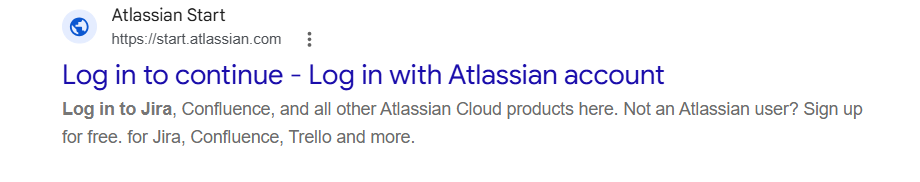 Atlassian Start
https://start.atlassian.com
Log in to continue - Log in with Atlassian account
Log in to Jira, Confluence, and all other Atlassian Cloud products here. Not an Atlassian user? Sign up
for free. for Jira, Confluence, Trello and more.